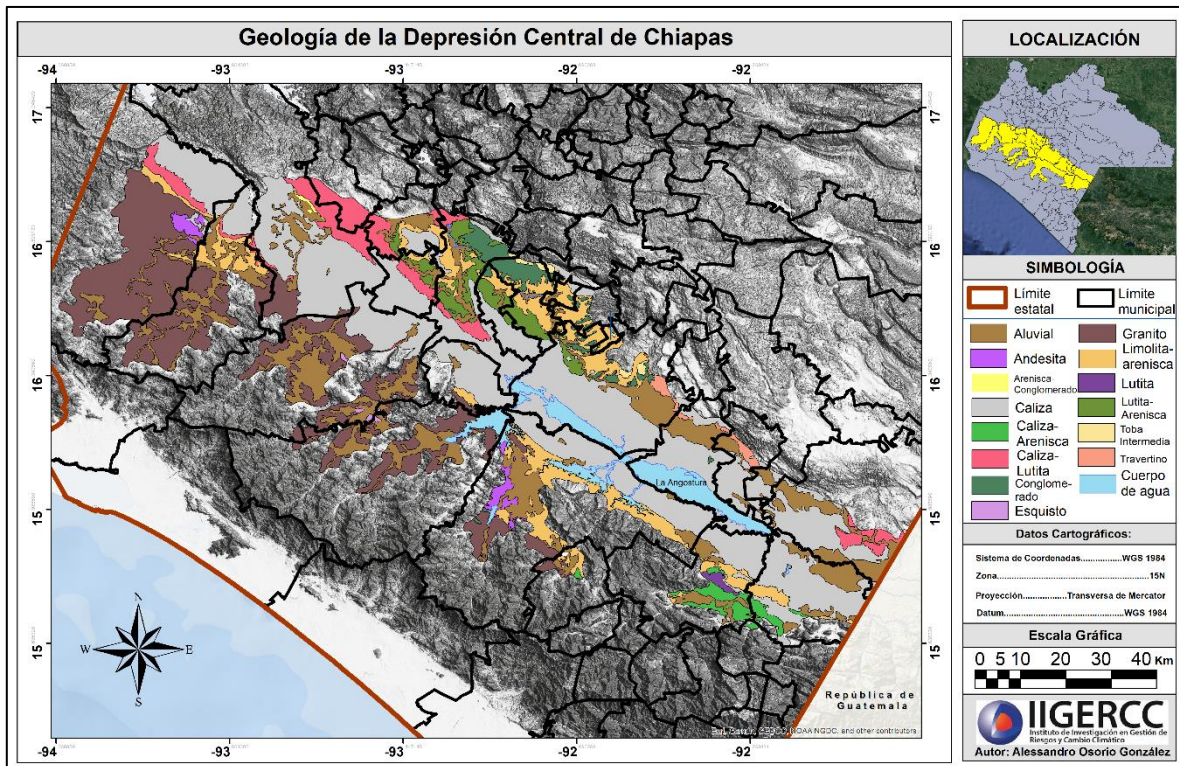 Geología de la Depresión Central de Chiapas
-94
-93
-93
-92
-92
17
16
16
15
15
17
16
16
15
15
La Angostura
N
W
E
S
República de
Guatemala
NOAA NGDC, and other contributors
-94
-93
-93
-92
-92
LOCALIZACIÓN
SIMBOLOGÍA
Límite
estatal
Límite
municipal
Aluvial
Andesita
Arenisca-
Conglomerado
Caliza
Caliza-
Arenisca
Caliza-
Lutita
Conglome-
rado
Esquisto
Granito
Limolita-
arenisca
Lutita
Lutita-
Arenisca
Toba
Intermedia
Travertino
Cuerpo
de agua
Datos Cartográficos:
Sistema de Coordenadas.................WGS 1984
Zona.................................................15N
Proyección...................Transversa de Mercator
Datum............................................WGS 1984
Escala Gráfica
0 5 10 20 30 40 Km
IIGERCC
Instituto de Investigación en Gestión de
Riesgos y Cambio Climático
Autor: Alessandro Osorio González